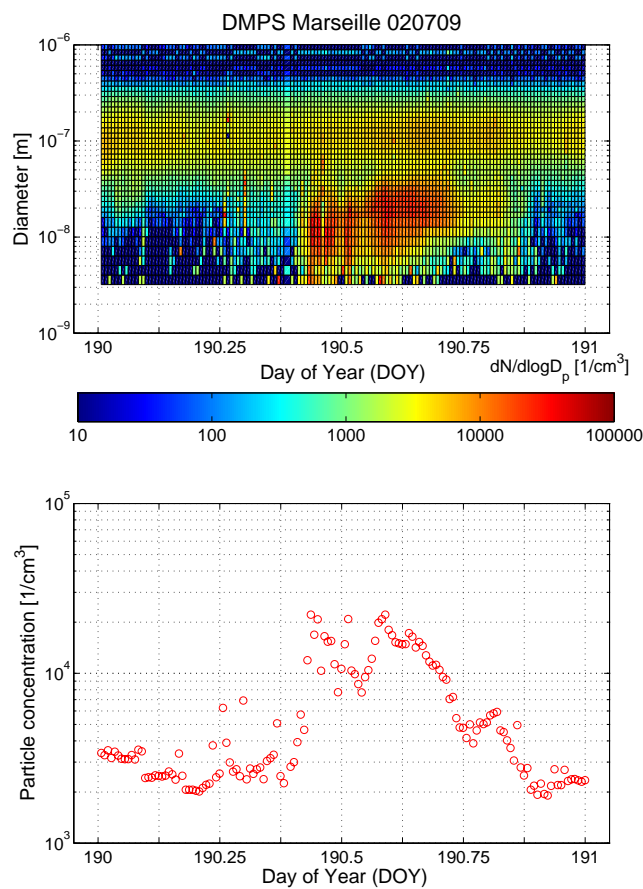 DMPS Marseille 020709
10⁻⁶
10⁻⁷
10⁻⁸
10⁻⁹
Diameter [m]
190 190.25 190.5 190.75 191
Day of Year (DOY)
dN/dlogD_p [1/cm³]
10 100 1000 10000 100000
10⁵
10⁴
10³
Particle concentration [1/cm³]
190 190.25 190.5 190.75 191
Day of Year (DOY)